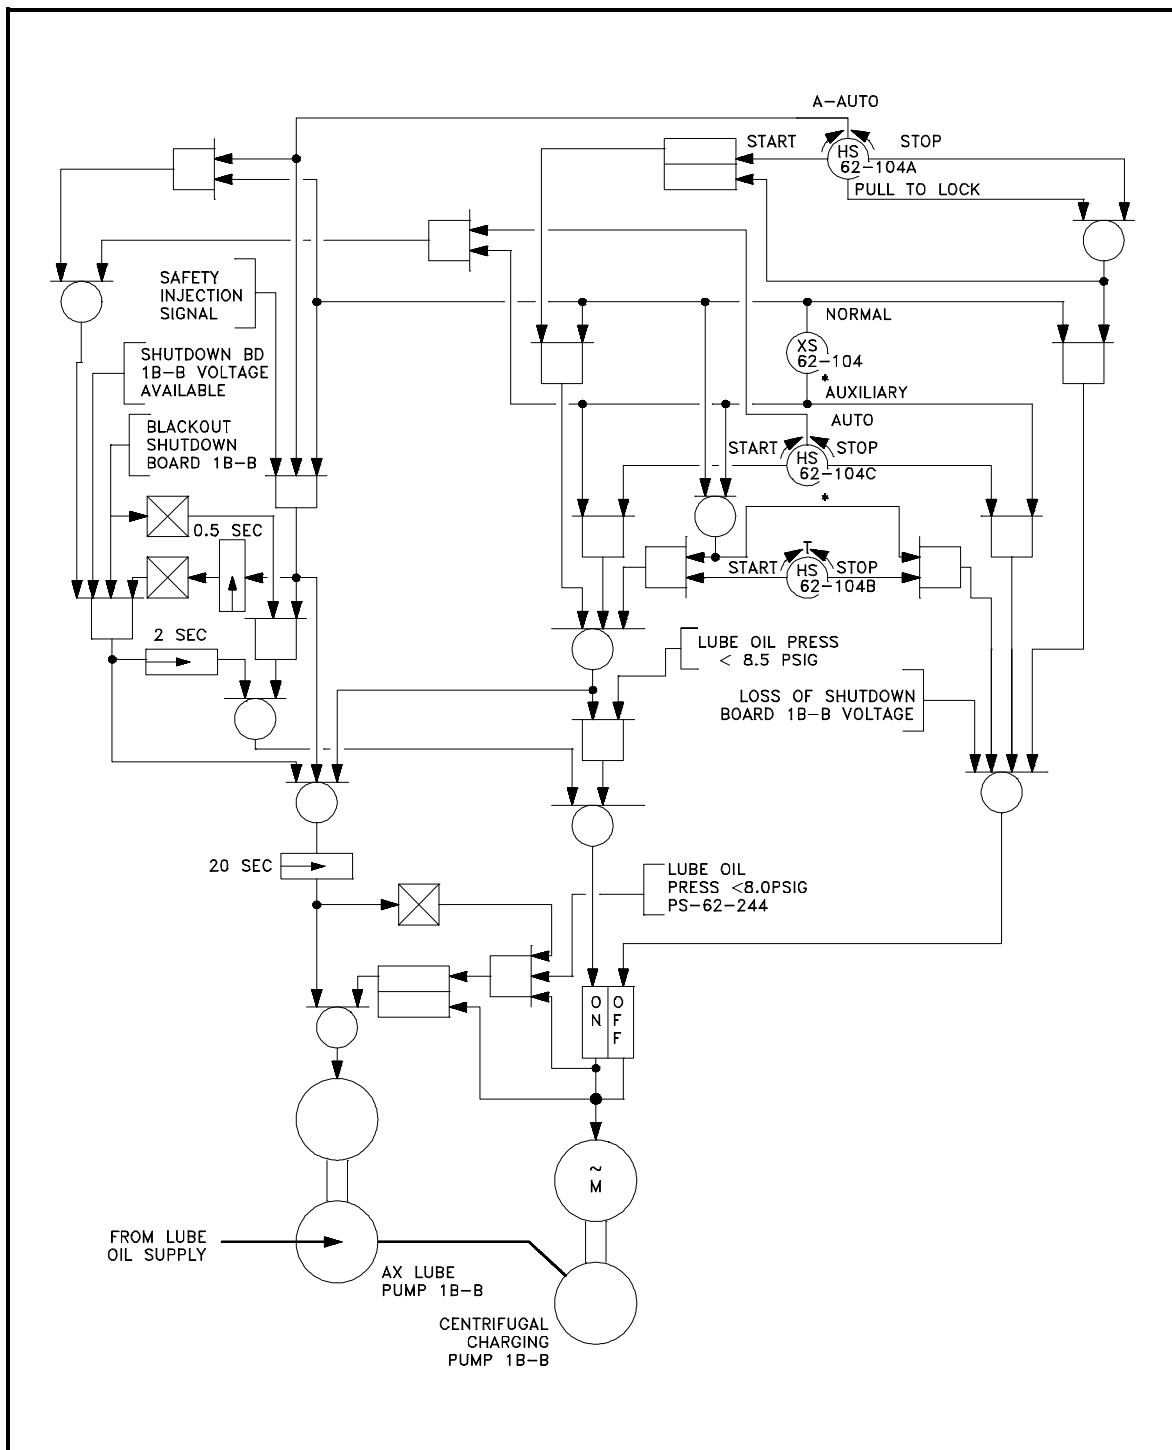 A-AUTO
START
STOP
HS
62-104A
PULL TO LOCK
SAFETY
INJECTION
SIGNAL
NORMAL
SHUTDOWN BD
1B-B VOLTAGE
AVAILABLE
XS
62-104
*
AUXILIARY
BLACKOUT
SHUTDOWN
BOARD 1B-B
AUTO
START
STOP
HS
62-104C
*
0.5 SEC
T
START
STOP
HS
62-104B
2 SEC
LUBE OIL PRESS
< 8.5 PSIG
LOSS OF SHUTDOWN
BOARD 1B-B VOLTAGE
20 SEC
LUBE OIL
PRESS <8.0PSIG
PS-62-244
ON
OFF
~
M
FROM LUBE
OIL SUPPLY
AX LUBE
PUMP 1B-B
CENTRIFUGAL
CHARGING
PUMP 1B-B